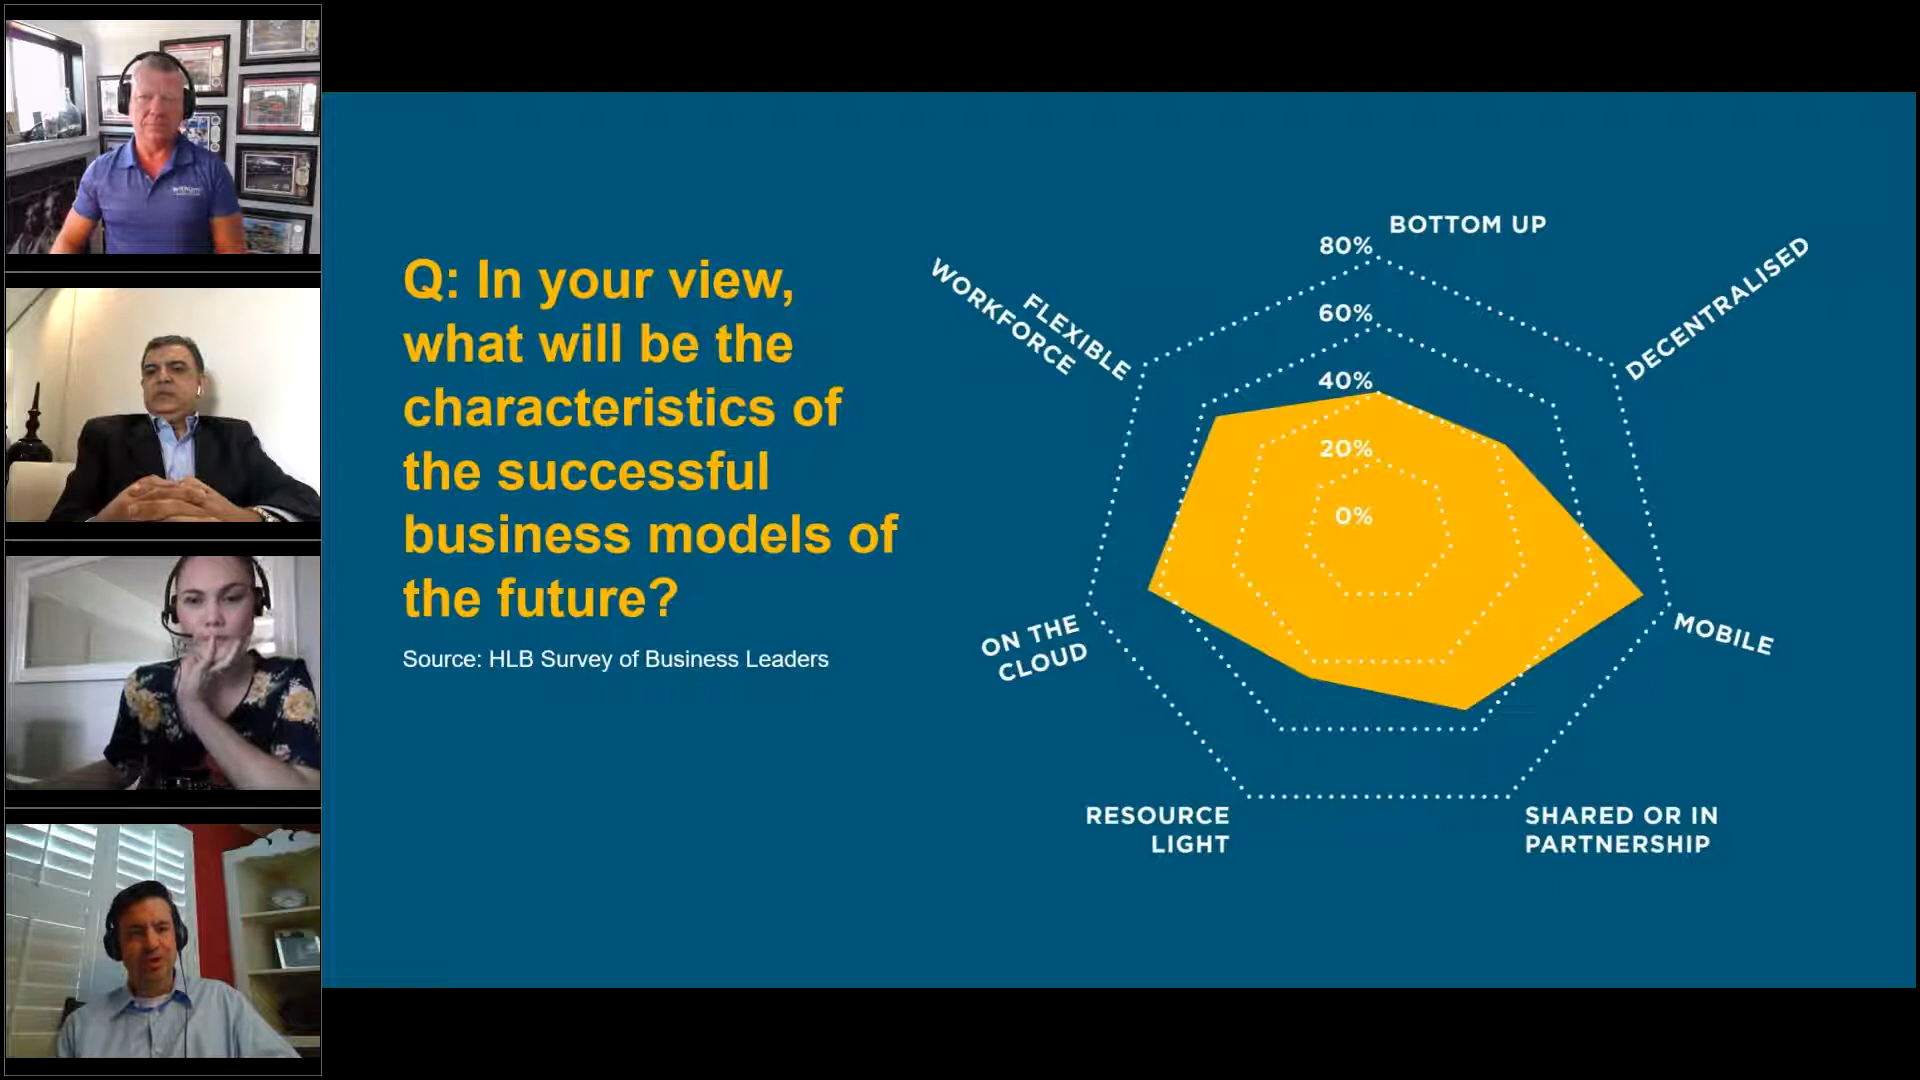 withum
Q: In your view,
what will be the
characteristics of
the successful
business models of
the future?
Source: HLB Survey of Business Leaders
BOTTOM UP
DECENTRALISED
MOBILE
SHARED OR IN
PARTNERSHIP
RESOURCE
LIGHT
ON THE
CLOUD
FLEXIBLE
WORKFORCE
80%
60%
40%
20%
0%